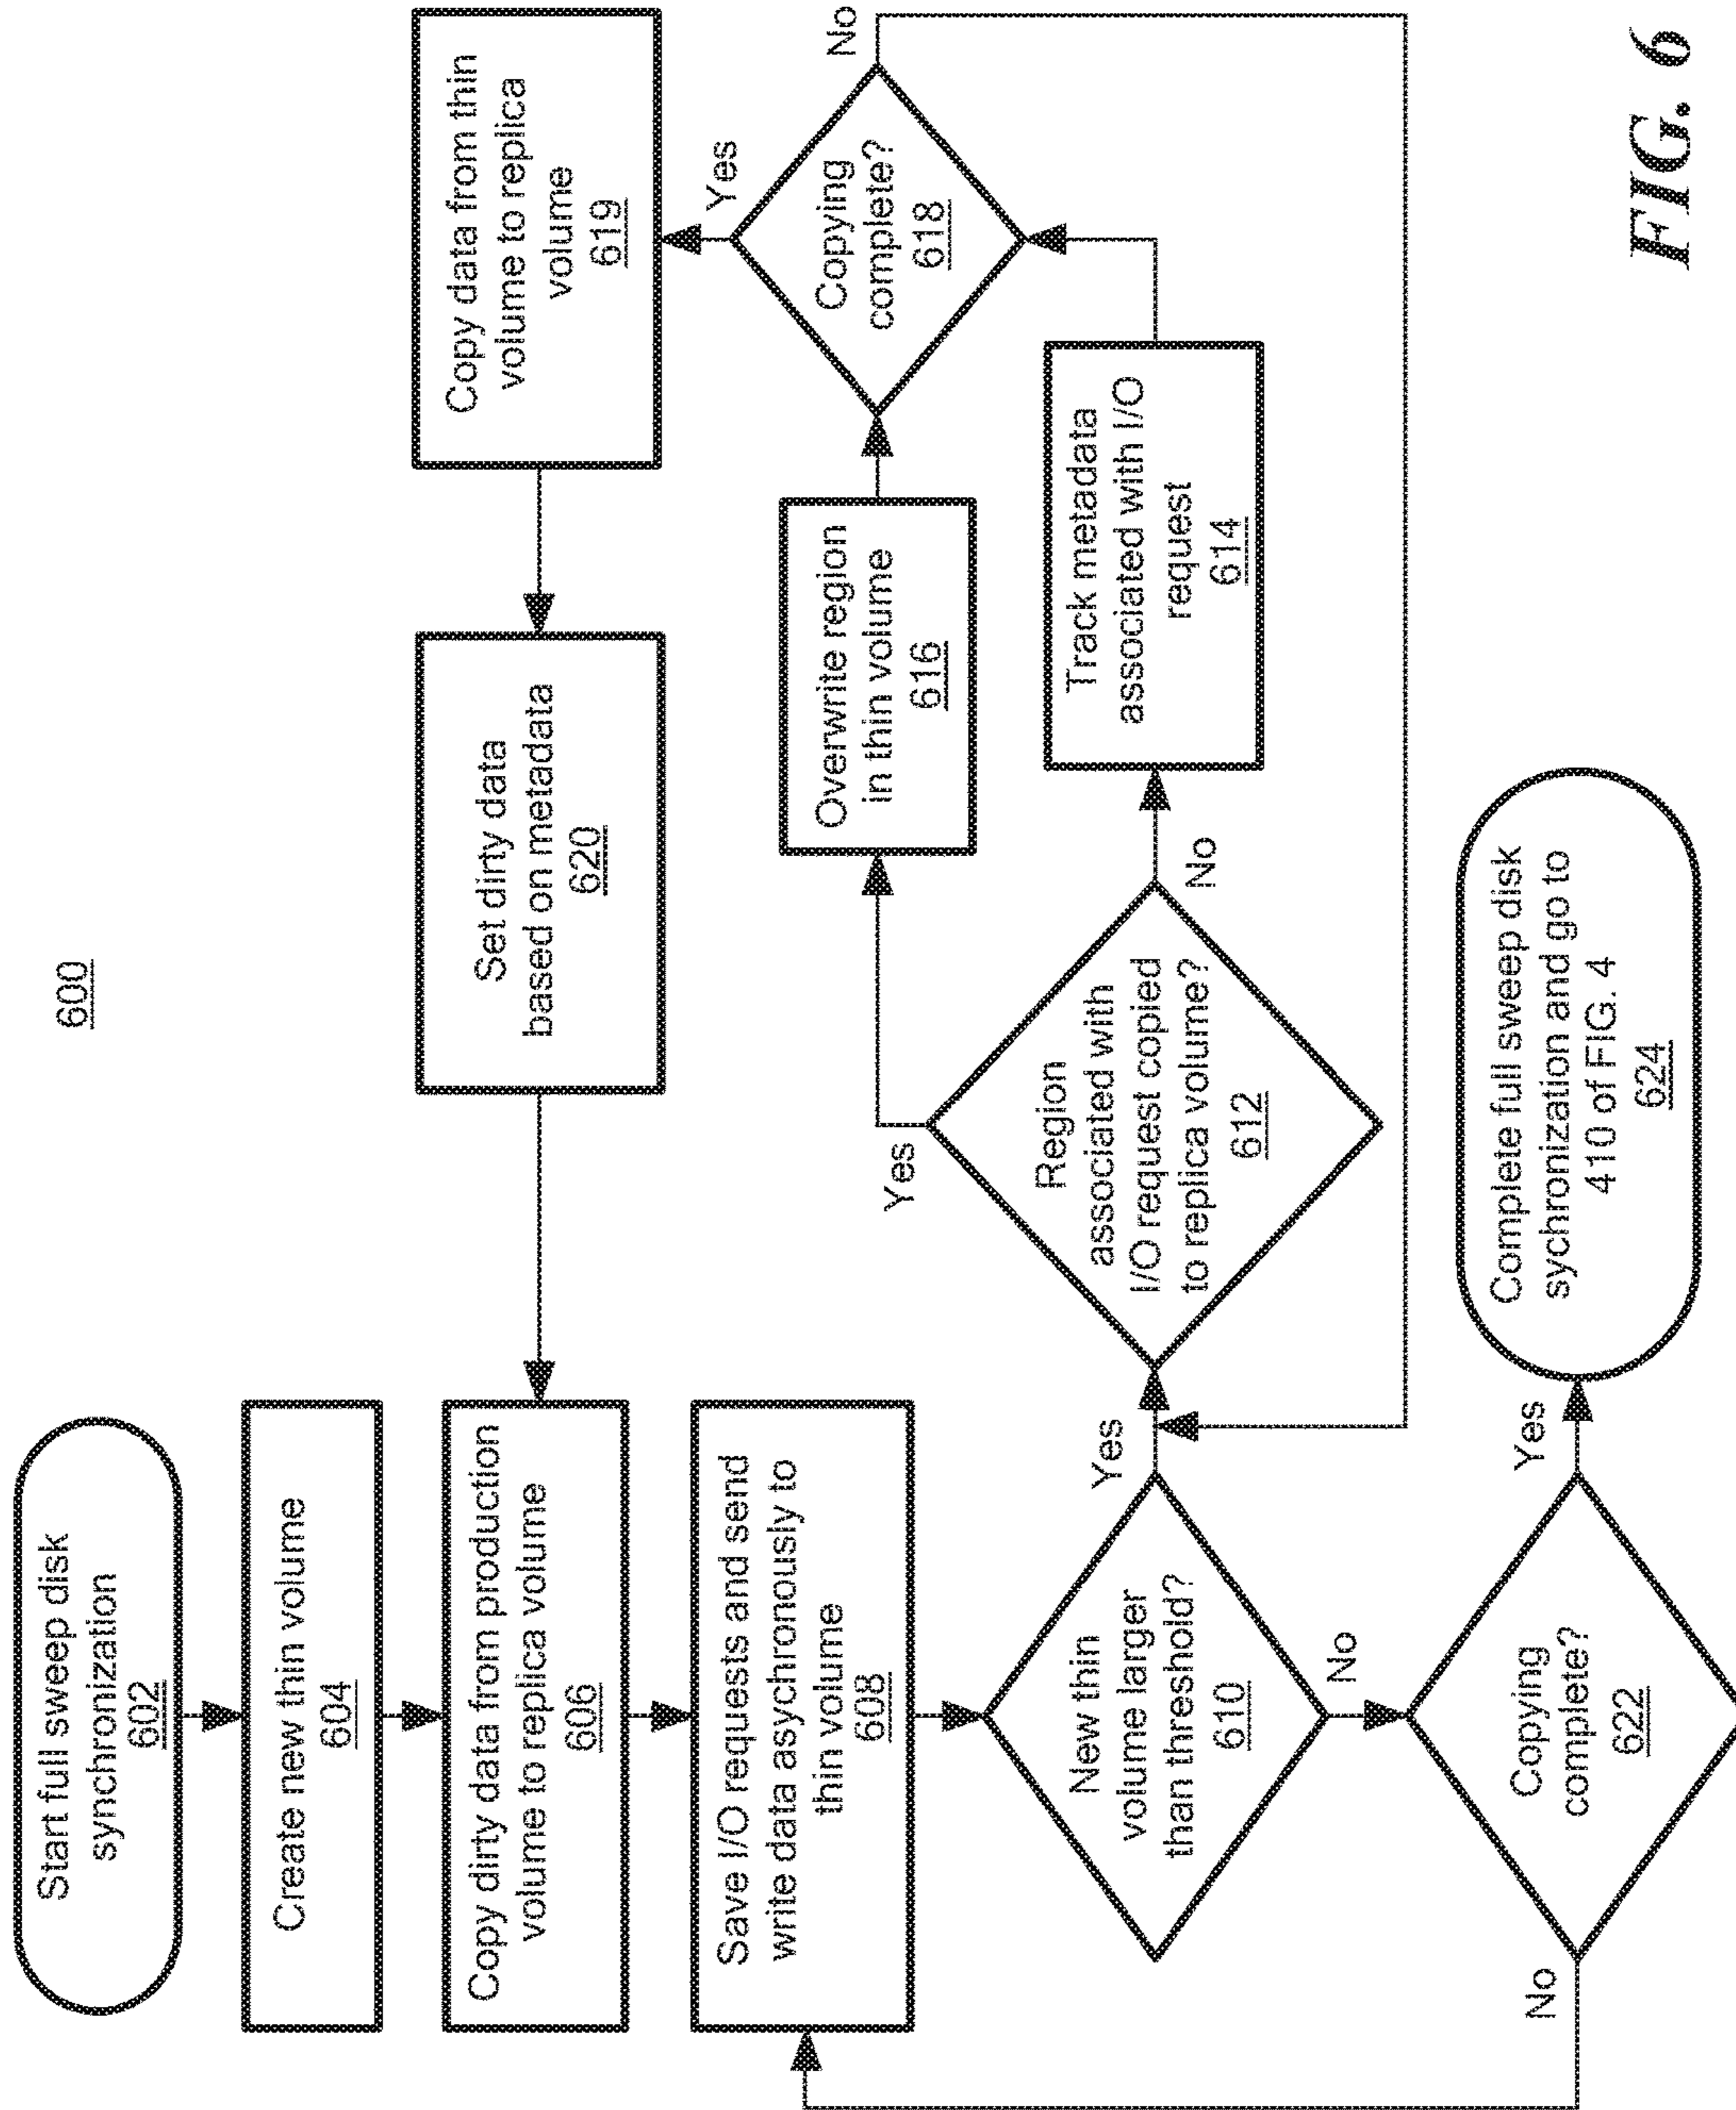 600
Start full sweep disk
synchronization
602
Create new thin volume
604
Copy dirty data from production
volume to replica volume
606
Save I/O requests and send
write data asychronously to
thin volume
608
New thin
volume larger
than threshold?
610
Yes
No
Copying
complete?
622
No
Yes
Complete full sweep disk
sychronization and go to
410 of FIG. 4
624
Region
associated with
I/O request copied
to replica volume?
612
Yes
No
Overwrite region
in thin volume
616
Track metadata
associated with I/O
request
614
Copying
complete?
618
Yes
No
Copy data from thin
volume to replica
volume
619
Set dirty data
based on metadata
620
FIG. 6